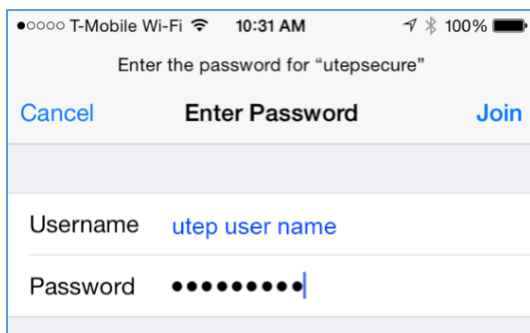 ●○○○○ T-Mobile Wi-Fi 10:31 AM 100%
Enter the password for “utepsecure”
Cancel Enter Password Join
Username utep user name
Password ●●●●●●●●●